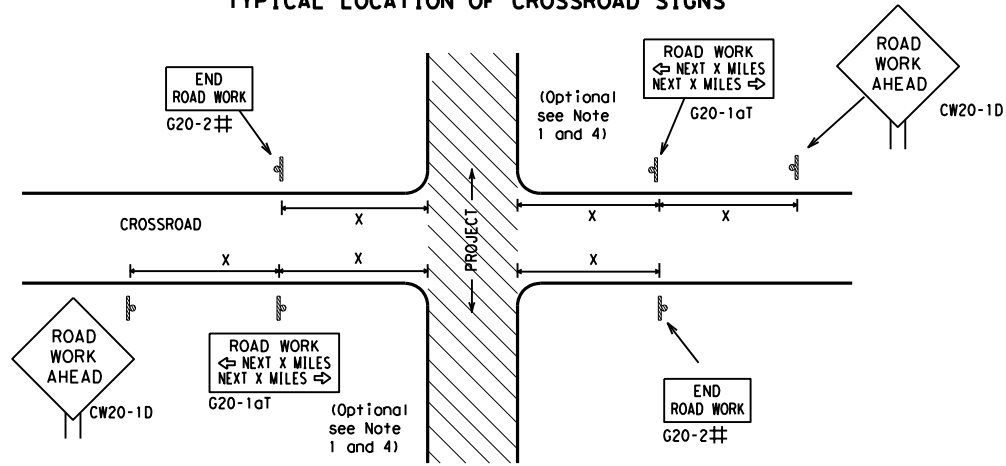 TYPICAL LOCATION OF CROSSROAD SIGNS
END
ROAD WORK
G20-2#
ROAD WORK
⇦ NEXT X MILES
NEXT X MILES ⇨
G20-1aT
(Optional
see Note
1 and 4)
ROAD
WORK
AHEAD
CW20-1D
X
X
X
CROSSROAD
PROJECT
X
X
X
ROAD
WORK
AHEAD
CW20-1D
ROAD WORK
⇦ NEXT X MILES
NEXT X MILES ⇨
G20-1aT
(Optional
see Note
1 and 4)
END
ROAD WORK
G20-2#